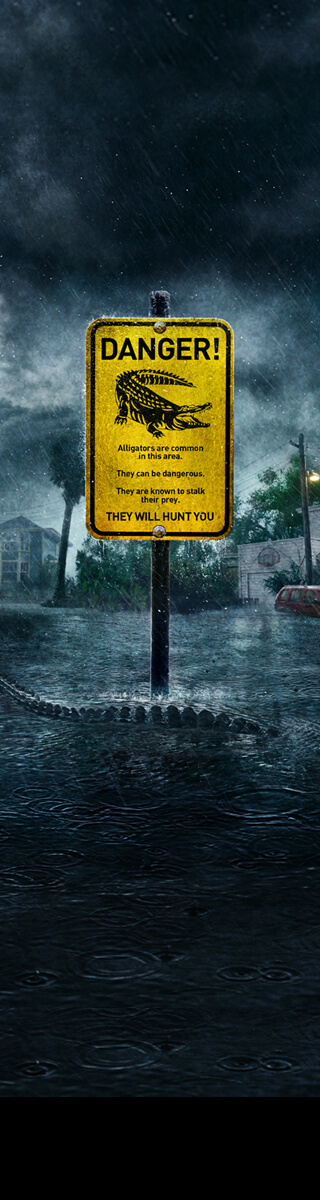 DANGER!
Alligators are common
in this area.
They can be dangerous.
They are known to stalk
their prey.
THEY WILL HUNT YOU